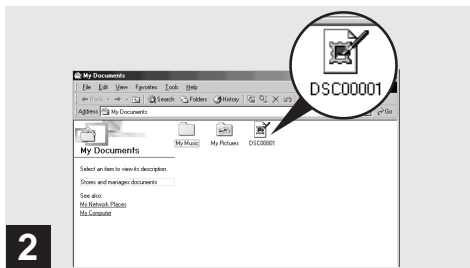 My Documents
File Edit View Favorites Tools Help
Back Search Folders History
Address My Documents Go
My Music My Pictures DSC00001
DSC00001
My Documents
Select an item to view its description.
Stores and manages documents
See also:
My Network Places
My Computer
2